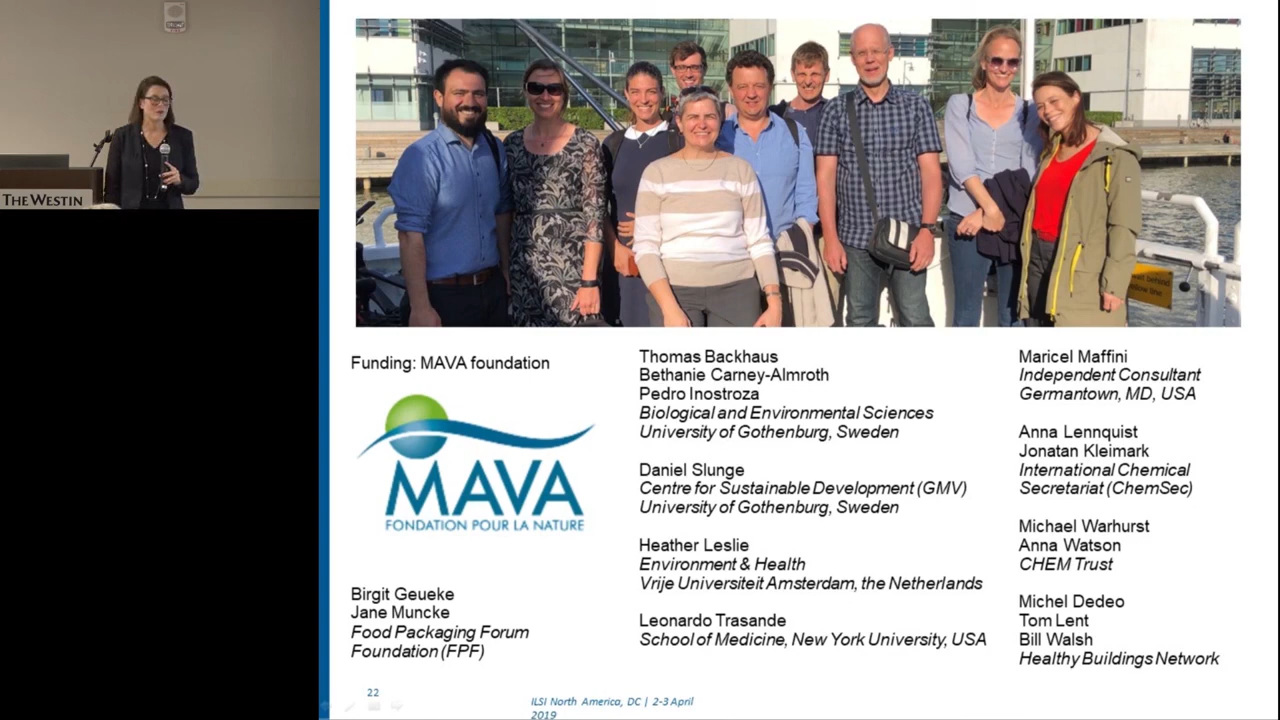 THE WESTIN
Funding: MAVA foundation
MAVA
FONDATION POUR LA NATURE
Birgit Geueke
Jane Muncke
Food Packaging Forum
Foundation (FPF)
Thomas Backhaus
Bethanie Carney-Almroth
Pedro Inostroza
Biological and Environmental Sciences
University of Gothenburg, Sweden
Daniel Slunge
Centre for Sustainable Development (GMV)
University of Gothenburg, Sweden
Heather Leslie
Environment & Health
Vrije Universiteit Amsterdam, the Netherlands
Leonardo Trasande
School of Medicine, New York University, USA
Maricel Maffini
Independent Consultant
Germantown, MD, USA
Anna Lennquist
Jonatan Kleimark
International Chemical
Secretariat (ChemSec)
Michael Warhurst
Anna Watson
CHEM Trust
Michel Dedeo
Tom Lent
Bill Walsh
Healthy Buildings Network
22
ILSI North America, DC | 2-3 April
2019